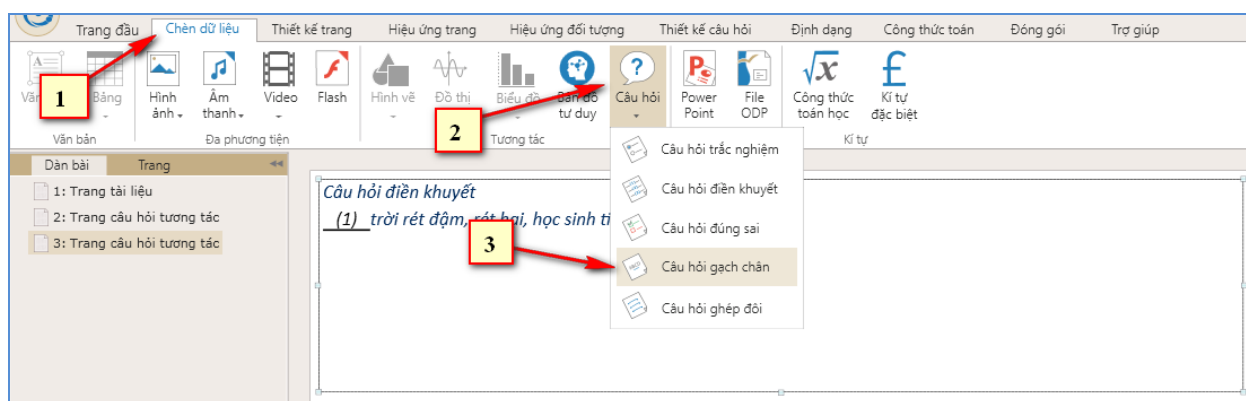 Trang đầu Chèn dữ liệu Thiết kế trang Hiệu ứng trang Hiệu ứng đối tượng Thiết kế câu hỏi Định dạng Công thức toán Đóng gói Trợ giúp
1
2
Bảng
Hình ảnh
Âm thanh
Video
Flash
Hình vẽ
Đồ thị
Biểu đồ
Bản đồ tư duy
Câu hỏi
Power Point
File ODP
Công thức toán học
Kí tự đặc biệt
Văn bản Đa phương tiện Tương tác Kí tự
Dàn bài Trang
1: Trang tài liệu
2: Trang câu hỏi tương tác
3: Trang câu hỏi tương tác
Câu hỏi điền khuyết
(1) trời rét đậm, rét hại, học sinh
3
Câu hỏi trắc nghiệm
Câu hỏi điền khuyết
Câu hỏi đúng sai
Câu hỏi gạch chân
Câu hỏi ghép đôi